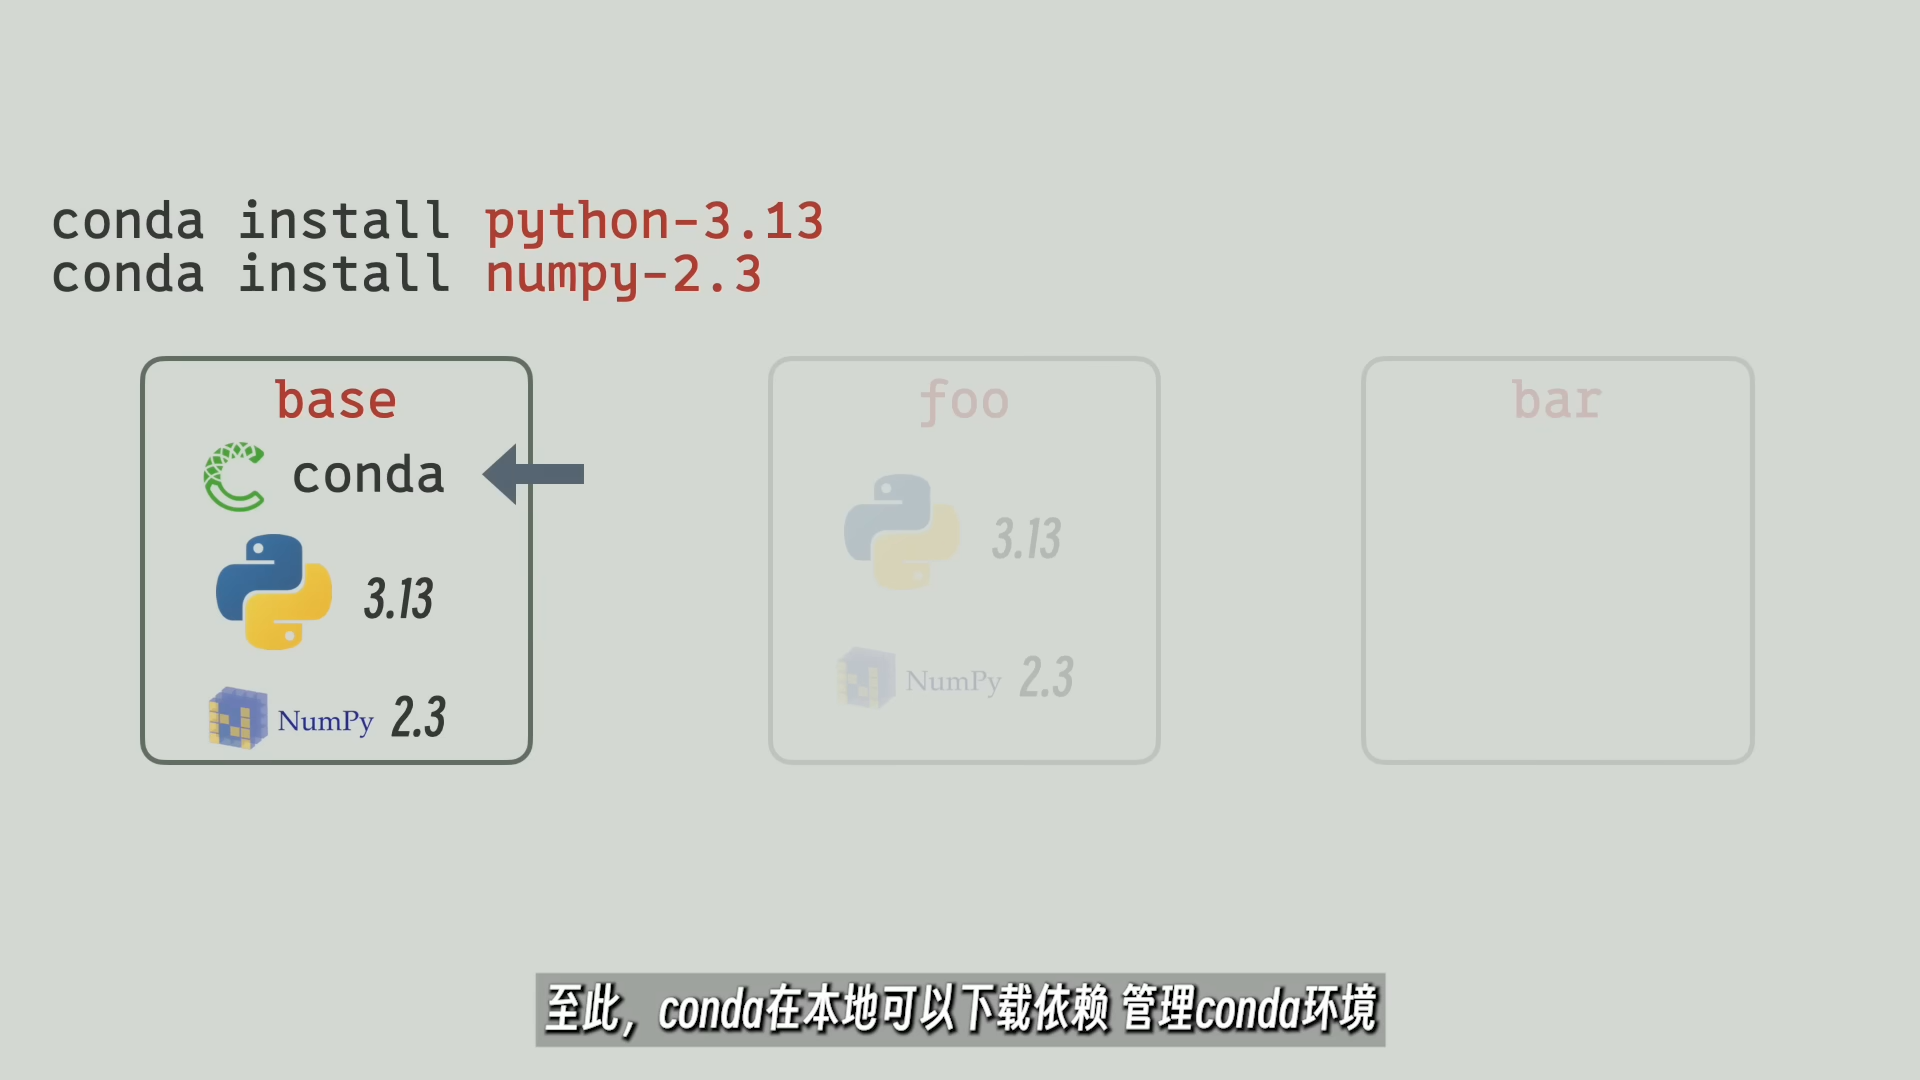 conda install python-3.13
conda install numpy-2.3
base
conda
3.13
NumPy 2.3
foo
3.13
NumPy 2.3
bar
至此，conda在本地可以下载依赖 管理conda环境